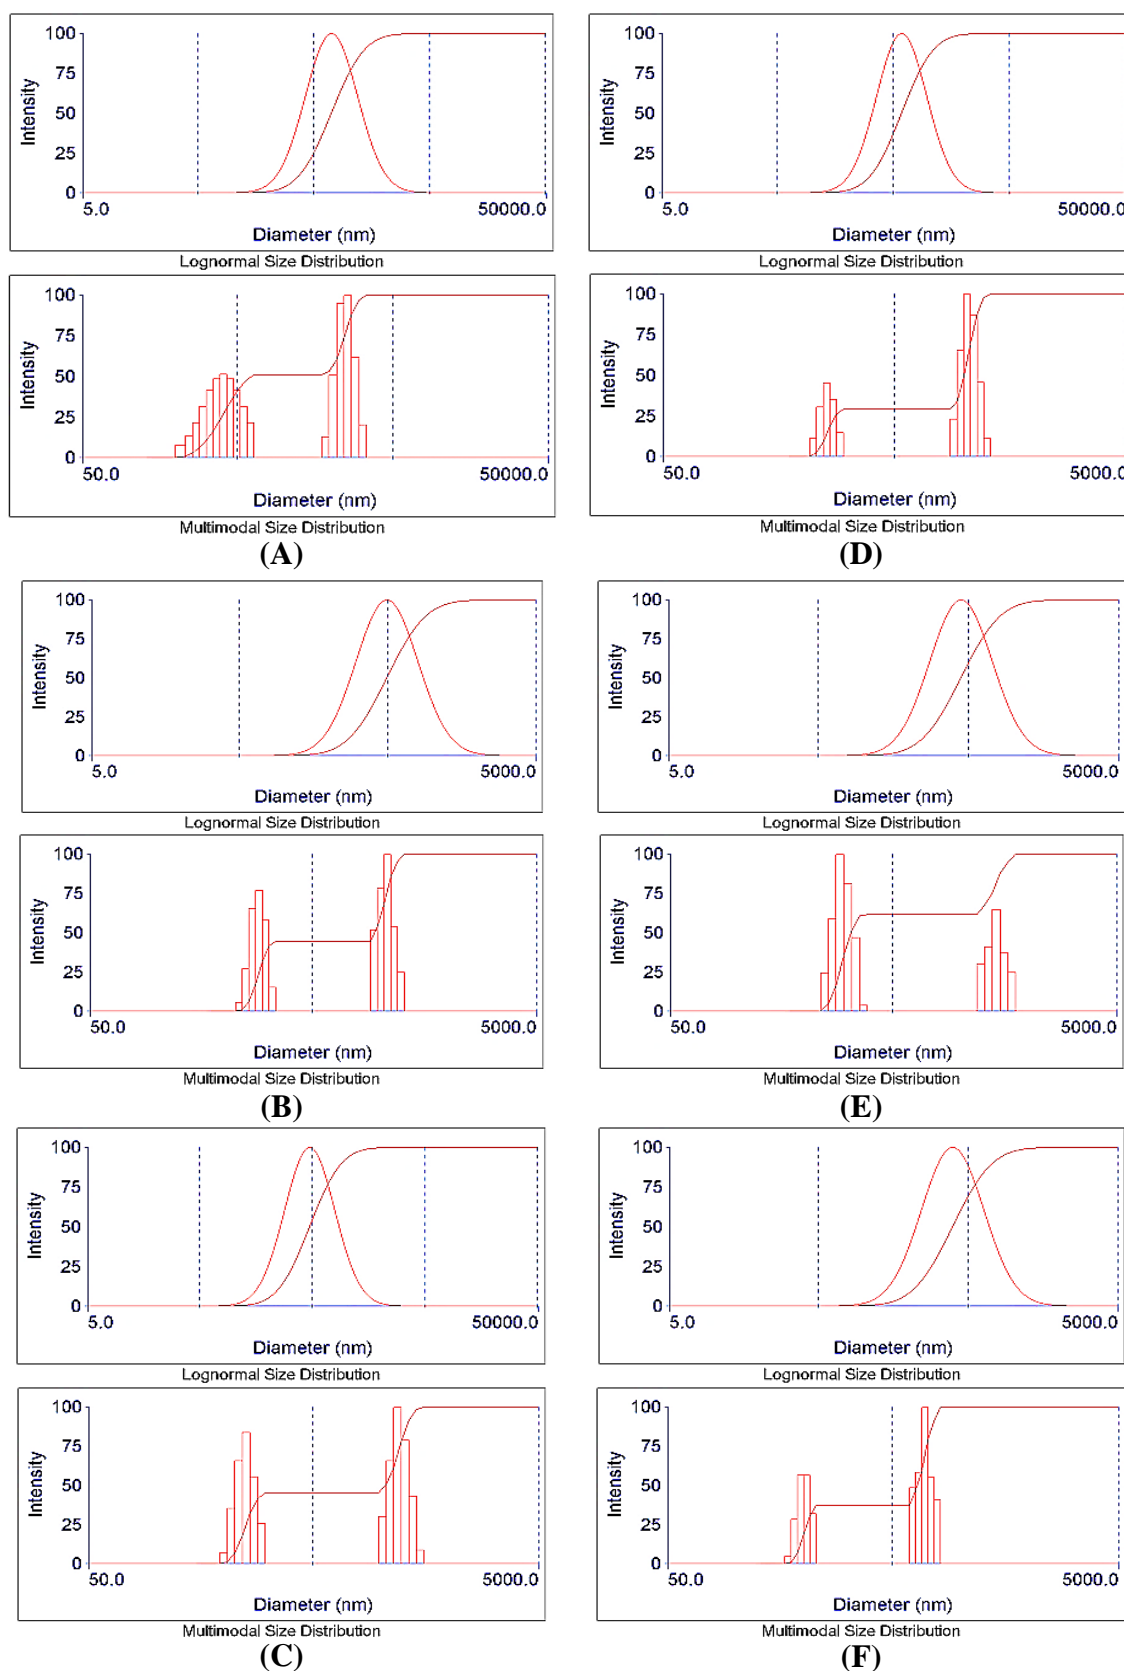 100
75
50
25
0
Intensity
5.0
50000.0
Diameter (nm)
Lognormal Size Distribution
100
75
50
25
0
Intensity
50.0
50000.0
Diameter (nm)
Multimodal Size Distribution
(A)
100
75
50
25
0
Intensity
5.0
50000.0
Diameter (nm)
Lognormal Size Distribution
100
75
50
25
0
Intensity
50.0
5000.0
Diameter (nm)
Multimodal Size Distribution
(D)
100
75
50
25
0
Intensity
5.0
5000.0
Diameter (nm)
Lognormal Size Distribution
100
75
50
25
0
Intensity
50.0
5000.0
Diameter (nm)
Multimodal Size Distribution
(B)
100
75
50
25
0
Intensity
5.0
5000.0
Diameter (nm)
Lognormal Size Distribution
100
75
50
25
0
Intensity
50.0
5000.0
Diameter (nm)
Multimodal Size Distribution
(E)
100
75
50
25
0
Intensity
5.0
50000.0
Diameter (nm)
Lognormal Size Distribution
100
75
50
25
0
Intensity
50.0
5000.0
Diameter (nm)
Multimodal Size Distribution
(C)
100
75
50
25
0
Intensity
5.0
5000.0
Diameter (nm)
Lognormal Size Distribution
100
75
50
25
0
Intensity
50.0
5000.0
Diameter (nm)
Multimodal Size Distribution
(F)